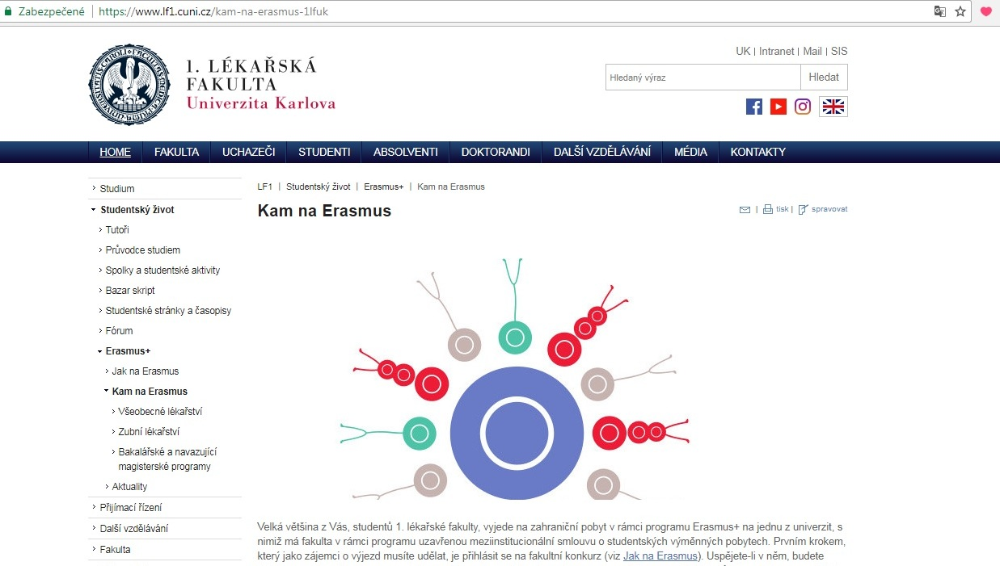 Zabezpečené | https://www.lf1.cuni.cz/kam-na-erasmus-1lfuk
1. LÉKAŘSKÁ
FAKULTA
Univerzita Karlova
UK | Intranet | Mail | SIS
Hledaný výraz Hledat
HOME FAKULTA UCHAZEČI STUDENTI ABSOLVENTI DOKTORANDI DALŠÍ VZDĚLÁVÁNÍ MÉDIA KONTAKTY
Studium
Studentský život
Tutoři
Průvodce studiem
Spolky a studentské aktivity
Bazar skript
Studentské stránky a časopisy
Fórum
Erasmus+
Jak na Erasmus
Kam na Erasmus
Všeobecné lékařství
Zubní lékařství
Bakalářské a navazující
magisterské programy
Aktuality
Přijímací řízení
Další vzdělávání
Fakulta
LF1 | Studentský život | Erasmus+ | Kam na Erasmus
Kam na Erasmus
| tisk | spravovat
Velká většina z Vás, studentů 1. lékařské fakulty, vyjede na zahraniční pobyt v rámci programu Erasmus+ na jednu z univerzit, s
nimiž má fakulta v rámci programu uzavřenou meziinstitucionální smlouvu o studentských výměnných pobytech. Prvním krokem,
který jako zájemci o výjezd musíte udělat, je přihlásit se na fakultní konkurz (viz Jak na Erasmus). Uspějete-li v něm, budete